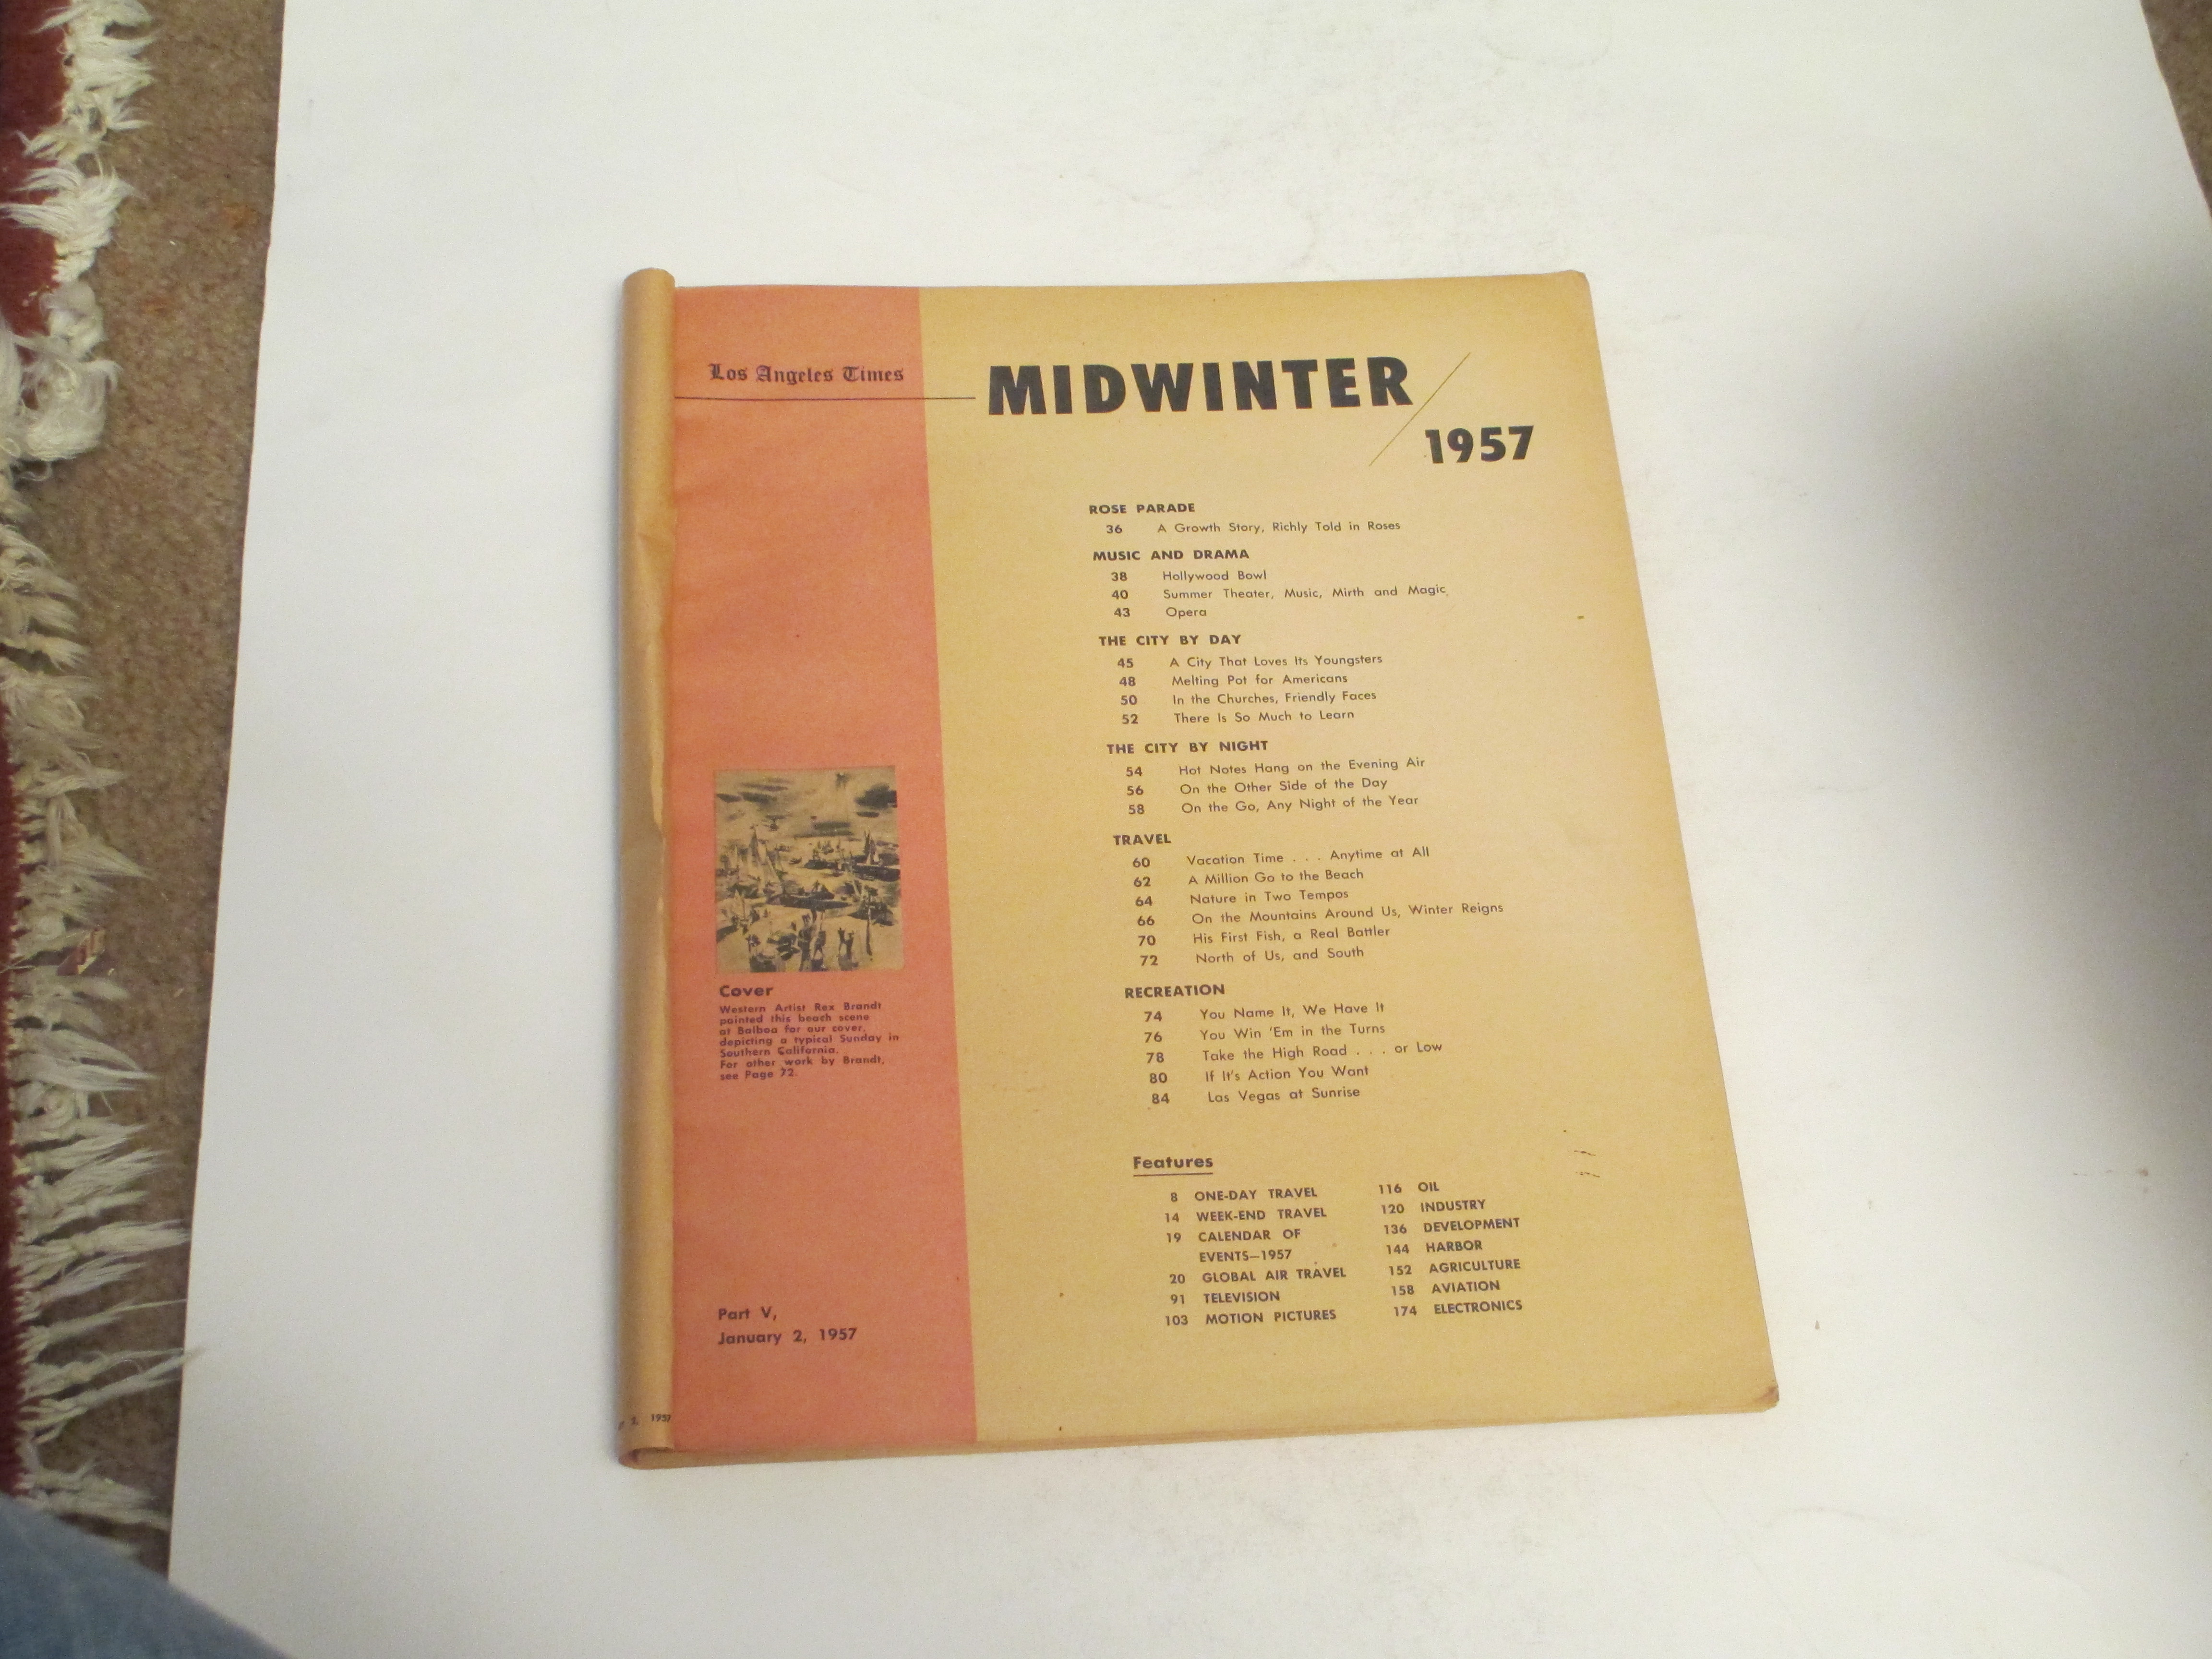 Los Angeles Times
MIDWINTER
1957
ROSE PARADE
36 A Growth Story, Richly Told in Roses
MUSIC AND DRAMA
38 Hollywood Bowl
40 Summer Theater, Music, Mirth and Magic
43 Opera
THE CITY BY DAY
45 A City That Loves Its Youngsters
48 Melting Pot for Americans
50 In the Churches, Friendly Faces
52 There Is So Much to Learn
THE CITY BY NIGHT
54 Hot Notes Hang on the Evening Air
56 On the Other Side of the Day
58 On the Go, Any Night of the Year
TRAVEL
60 Vacation Time . . . Anytime at All
62 A Million Go to the Beach
64 Nature in Two Tempos
66 On the Mountains Around Us, Winter Reigns
70 His First Fish, a Real Battler
72 North of Us, and South
RECREATION
74 You Name It, We Have It
76 You Win 'Em in the Turns
78 Take the High Road . . . or Low
80 If It's Action You Want
84 Las Vegas at Sunrise
Features
8 ONE-DAY TRAVEL
14 WEEK-END TRAVEL
19 CALENDAR OF
EVENTS—1957
20 GLOBAL AIR TRAVEL
91 TELEVISION
103 MOTION PICTURES
116 OIL
120 INDUSTRY
136 DEVELOPMENT
144 HARBOR
152 AGRICULTURE
158 AVIATION
174 ELECTRONICS
Cover
Western Artist Rex Brandt
painted this beach scene
at Balboa for our cover,
depicting a typical Sunday in
Southern California.
For other work by Brandt,
see Page 72.
Part V,
January 2, 1957
2, 1957